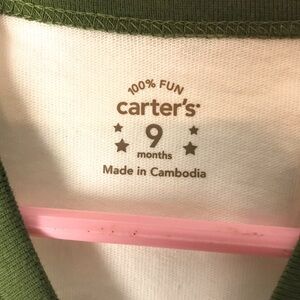 100% FUN
carter's
9
months
Made in Cambodia